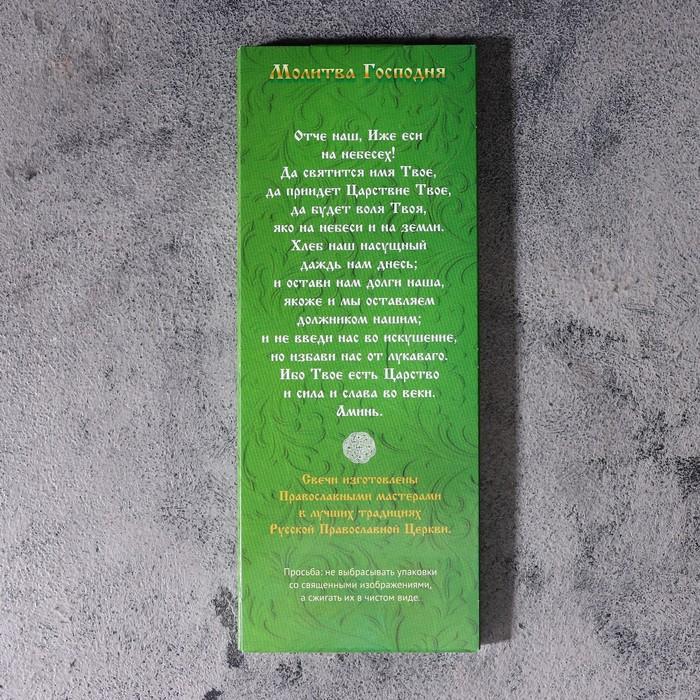 Молитва Господня
Отче наш, Иже еси
на небесех!
Да святится имя Твое,
да приидет Царствие Твое,
да будет воля Твоя,
яко на небеси и на земли.
Хлеб наш насущный
даждь нам днесь;
и остави нам долги наша,
якоже и мы оставляем
должником нашим;
и не введи нас во искушение,
но избави нас от лукаваго.
Ибо Твое есть Царство
и сила и слава во веки.
Аминь.
Свечи изготовлены
Православными мастерами
в лучших традициях
Русской Православной Церкви.
Просьба: не выбрасывать упаковки
со священными изображениями,
а сжигать их в чистом виде.